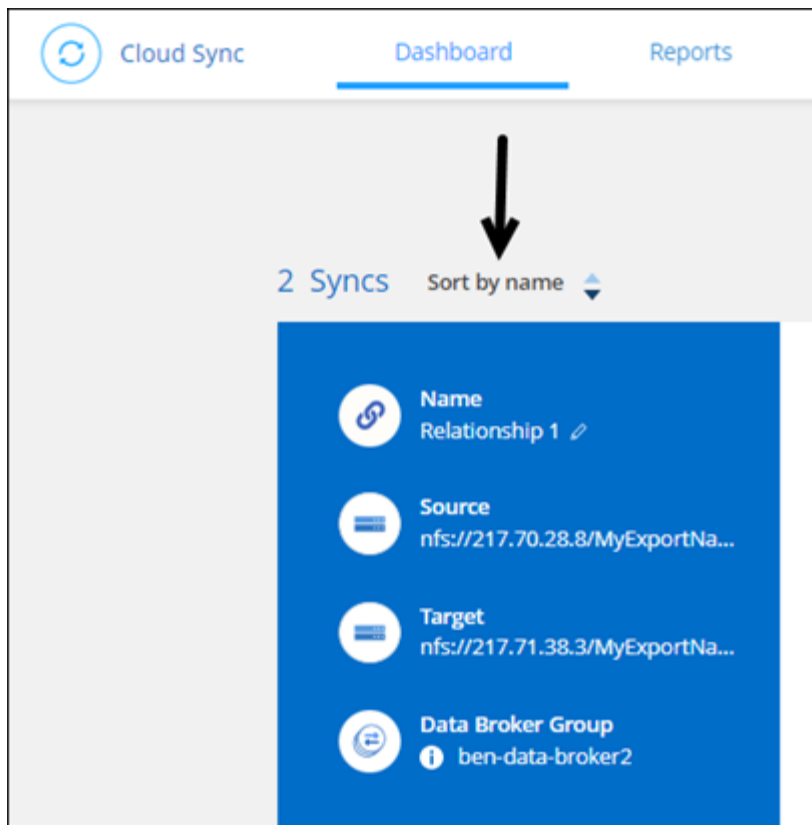 Cloud Sync
Dashboard
Reports
2 Syncs
Sort by name
Name
Relationship 1
Source
nfs://217.70.28.8/MyExportNa...
Target
nfs://217.71.38.3/MyExportNa...
Data Broker Group
ben-data-broker2